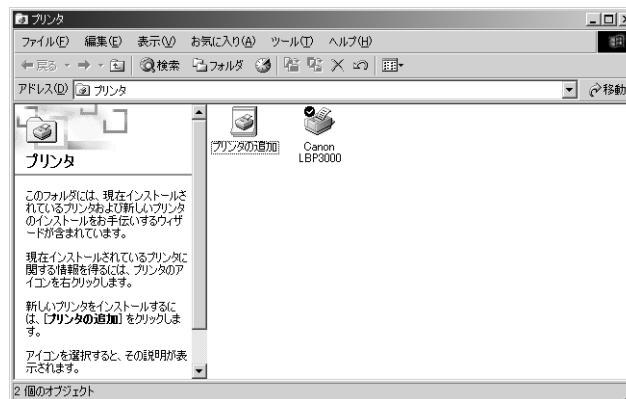 プリンタ
ファイル(F) 編集(E) 表示(V) お気に入り(A) ツール(T) ヘルプ(H)
戻る 検索 フォルダ
アドレス(D) プリンタ 移動
プリンタ
このフォルダには、現在インストールさ
れているプリンタおよび新しいプリンタ
のインストールをお手伝いするウィザ
ードが含まれています。
現在インストールされているプリンタに
関する情報を得るには、プリンタのア
イコンを右クリックします。
新しいプリンタをインストールするに
は、[プリンタの追加] をクリックしま
す。
アイコンを選択すると、その説明が表
示されます。
プリンタの追加
Canon
LBP3000
2 個のオブジェクト